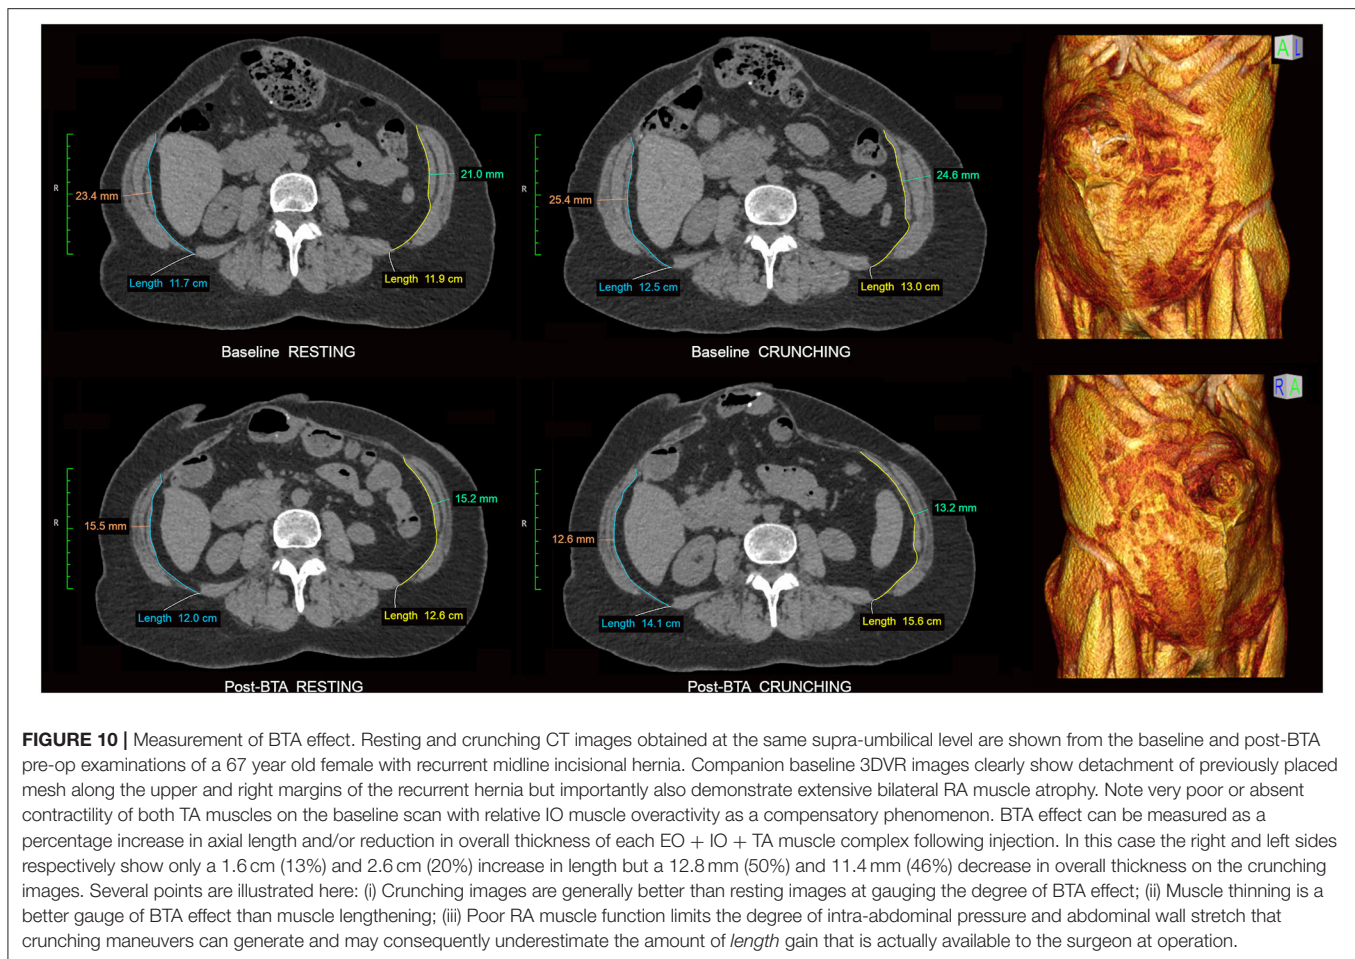 A L
R
23.4 mm
21.0 mm
Length 11.7 cm
Length 11.9 cm
Baseline RESTING
R
25.4 mm
24.6 mm
Length 12.5 cm
Length 13.0 cm
Baseline CRUNCHING
R A
R
15.5 mm
15.2 mm
Length 12.0 cm
Length 12.6 cm
Post-BTA RESTING
R
12.6 mm
13.2 mm
Length 14.1 cm
Length 15.6 cm
Post-BTA CRUNCHING
FIGURE 10 | Measurement of BTA effect. Resting and crunching CT images obtained at the same supra-umbilical level are shown from the baseline and post-BTA
pre-op examinations of a 67 year old female with recurrent midline incisional hernia. Companion baseline 3DVR images clearly show detachment of previously placed
mesh along the upper and right margins of the recurrent hernia but importantly also demonstrate extensive bilateral RA muscle atrophy. Note very poor or absent
contractility of both TA muscles on the baseline scan with relative IO muscle overactivity as a compensatory phenomenon. BTA effect can be measured as a
percentage increase in axial length and/or reduction in overall thickness of each EO + IO + TA muscle complex following injection. In this case the right and left sides
respectively show only a 1.6 cm (13%) and 2.6 cm (20%) increase in length but a 12.8 mm (50%) and 11.4 mm (46%) decrease in overall thickness on the crunching
images. Several points are illustrated here: (i) Crunching images are generally better than resting images at gauging the degree of BTA effect; (ii) Muscle thinning is a
better gauge of BTA effect than muscle lengthening; (iii) Poor RA muscle function limits the degree of intra-abdominal pressure and abdominal wall stretch that
crunching maneuvers can generate and may consequently underestimate the amount of length gain that is actually available to the surgeon at operation.